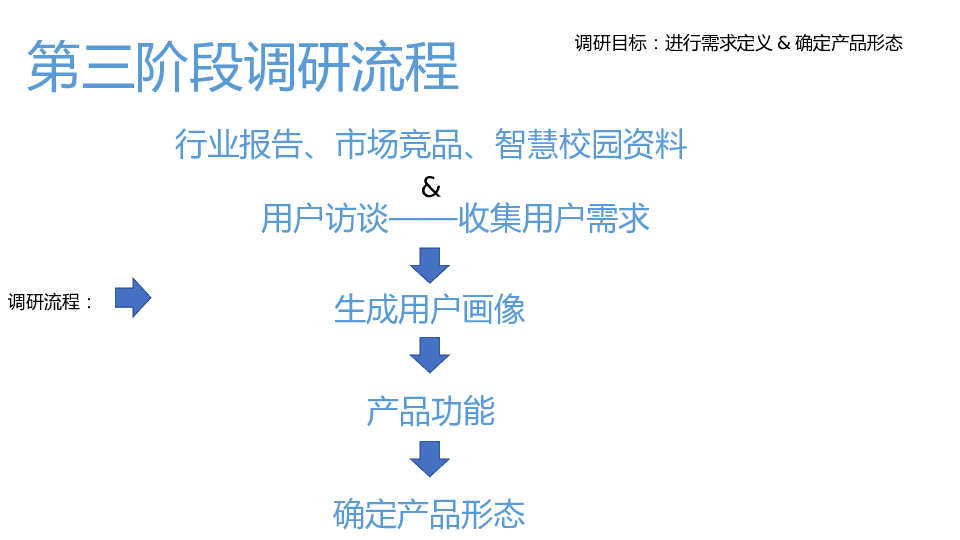 第三阶段调研流程
调研目标：进行需求定义 & 确定产品形态
行业报告、市场竞品、智慧校园资料
&
用户访谈——收集用户需求
调研流程：
生成用户画像
产品功能
确定产品形态